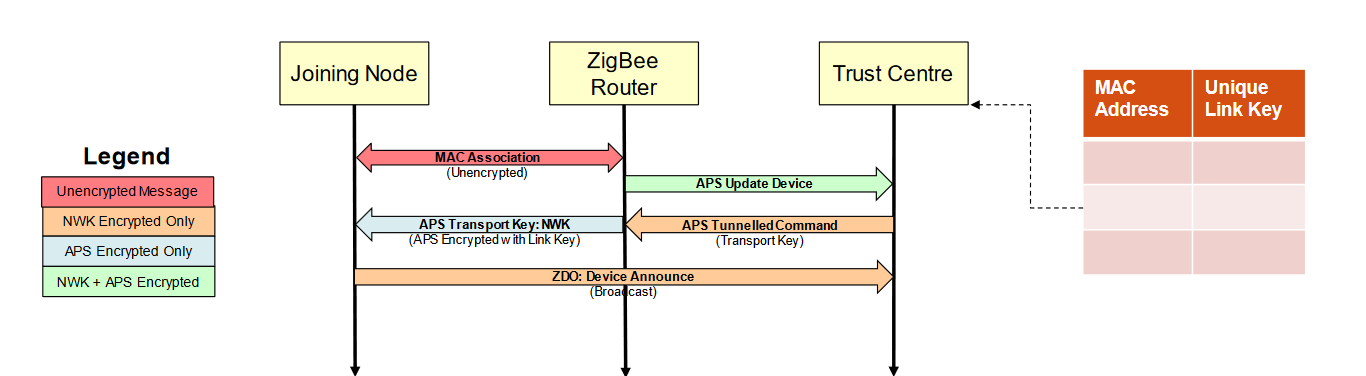 Joining Node
ZigBee
Router
Trust Centre
MAC
Address
Unique
Link Key
Legend
Unencrypted Message
NWK Encrypted Only
APS Encrypted Only
NWK + APS Encrypted
MAC Association
(Unencrypted)
APS Update Device
APS Transport Key: NWK
(APS Encrypted with Link Key)
APS Tunnelled Command
(Transport Key)
ZDO: Device Announce
(Broadcast)